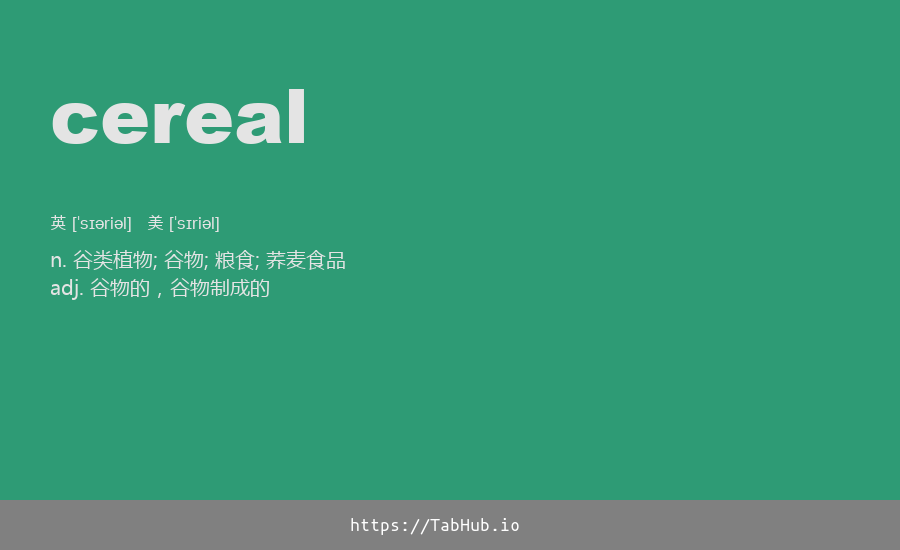 cereal
英 [ˈsɪəriəl] 美 [ˈsɪriəl]
n. 谷类植物; 谷物; 粮食; 荞麦食品
adj. 谷物的，谷物制成的
https://TabHub.io